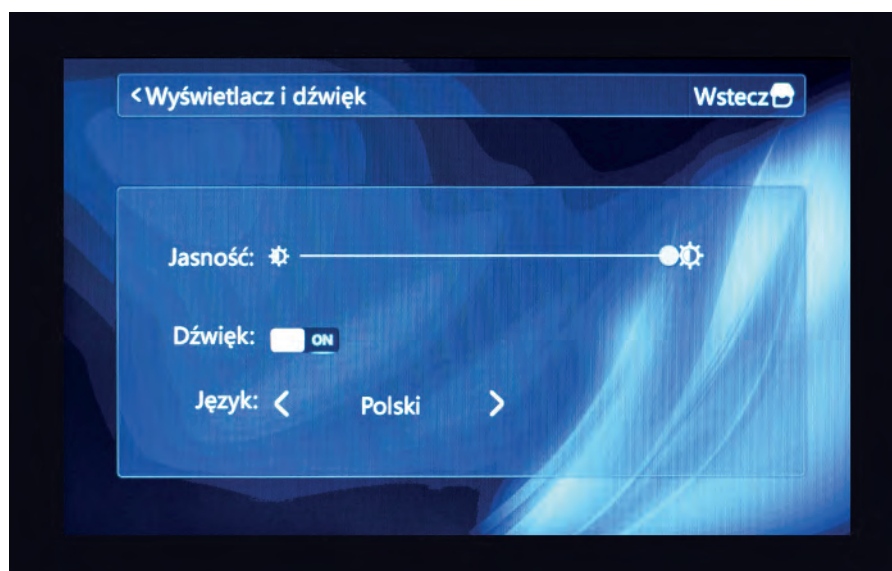 <Wyświetlacz i dźwięk Wstecz
Jasność:
Dźwięk: ON
Język: < Polski >